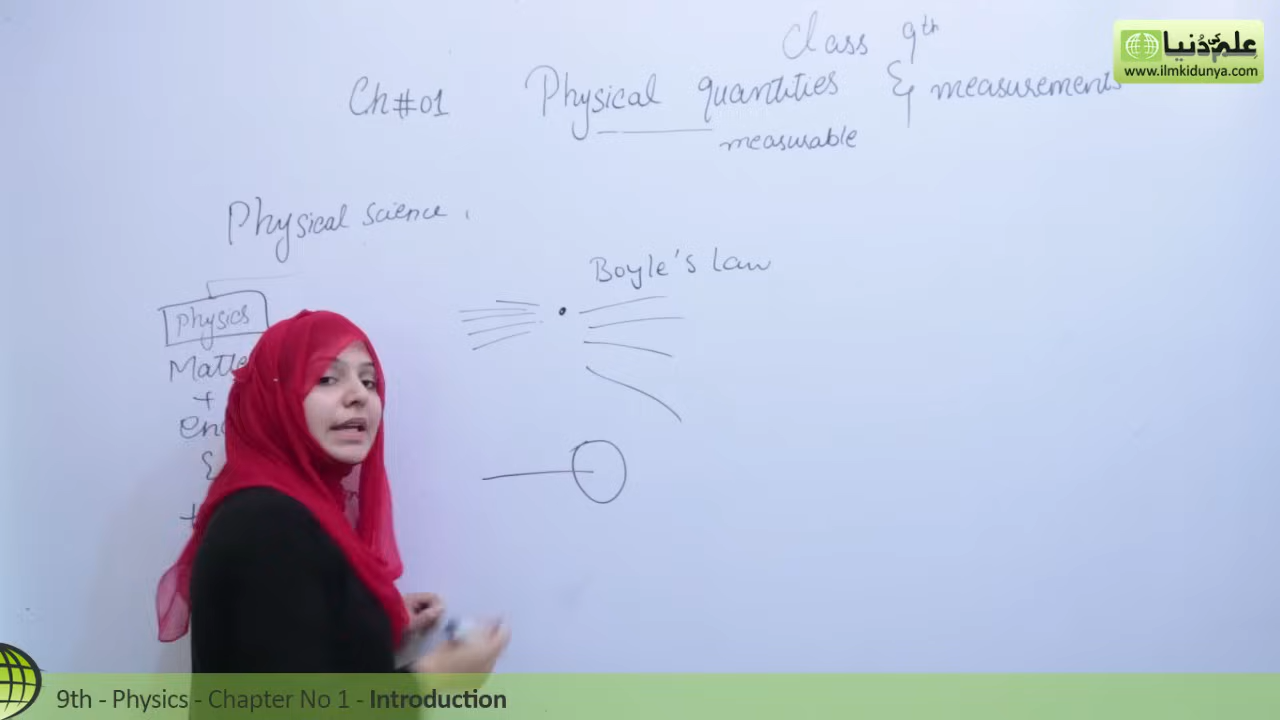 Class 9th
علم کی دُنیا
www.ilmkidunya.com
Ch#01 Physical quantities & measurements
measurable
Physical science.
Boyle's Law
Physics
+
&
9th - Physics - Chapter No 1 - Introduction